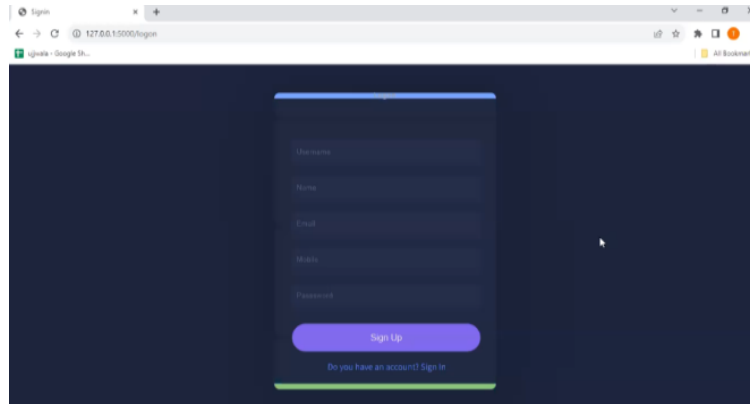 Signin
127.0.0.1:5000/logon
ujjwala - Google Sh...
All Bookmark
Username
Name
Email
Mobile
Password
Sign Up
Do you have an account? Sign In